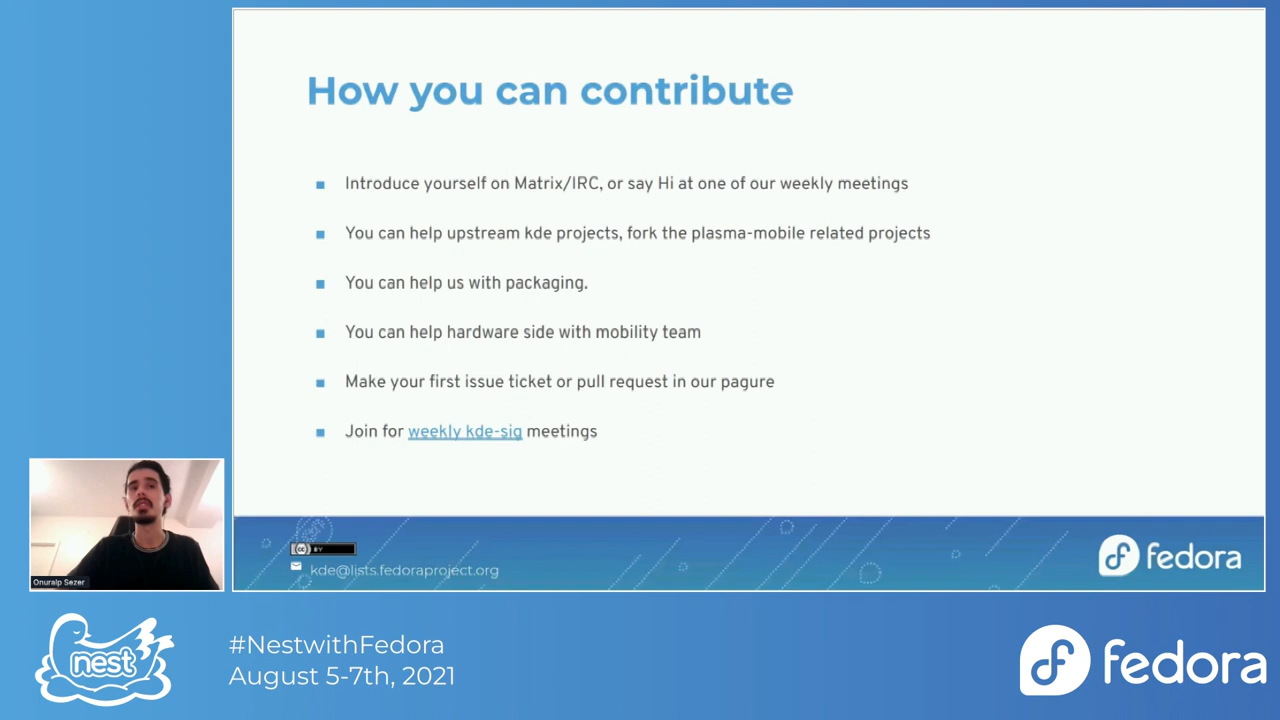 How you can contribute
Introduce yourself on Matrix/IRC, or say Hi at one of our weekly meetings
You can help upstream kde projects, fork the plasma-mobile related projects
You can help us with packaging.
You can help hardware side with mobility team
Make your first issue ticket or pull request in our pagure
Join for weekly kde-sig meetings
cc BY
kde@lists.fedoraproject.org
fedora
Onuralp Sezer
nest
#NestwithFedora
August 5-7th, 2021
fedora